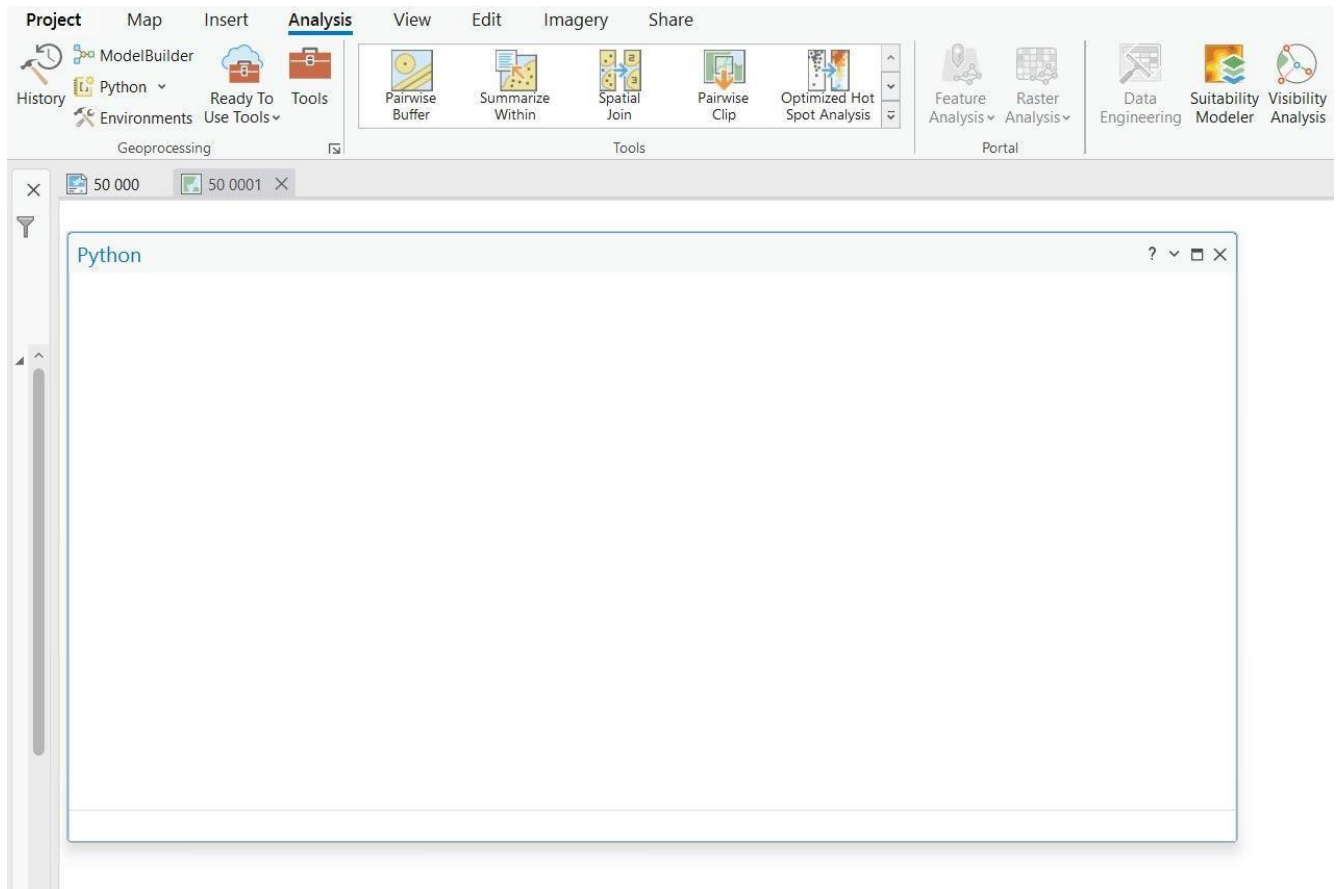 Project Map Insert Analysis View Edit Imagery Share
History
ModelBuilder
Python
Environments
Ready To
Use Tools
Tools
Geoprocessing
Pairwise
Buffer
Summarize
Within
Spatial
Join
Pairwise
Clip
Optimized Hot
Spot Analysis
Tools
Feature
Analysis
Raster
Analysis
Portal
Data
Engineering
Suitability
Modeler
Visibility
Analysis
50 000
50 0001
Python
?